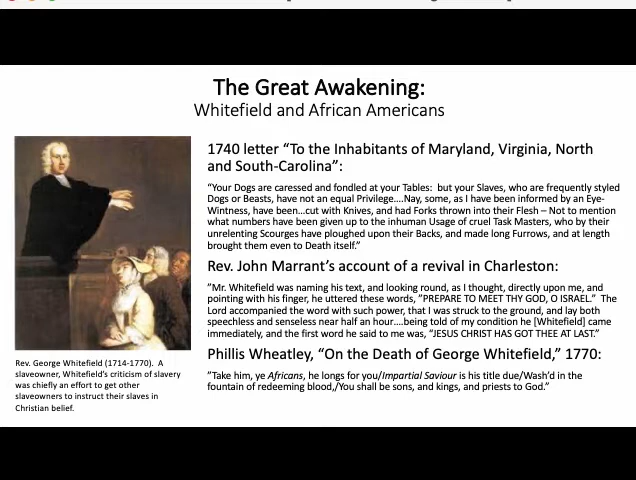 The Great Awakening:
Whitefield and African Americans
1740 letter “To the Inhabitants of Maryland, Virginia, North
and South-Carolina”:
“Your Dogs are caressed and fondled at your Tables:  but your Slaves, who are frequently styled
Dogs or Beasts, have not an equal Privilege….Nay, some, as I have been informed by an Eye-
Wintness, have been…cut with Knives, and had Forks thrown into their Flesh – Not to mention
what numbers have been given up to the inhuman Usage of cruel Task Masters, who by their
unrelenting Scourges have ploughed upon their Backs, and made long Furrows, and at length
brought them even to Death itself.”
Rev. John Marrant’s account of a revival in Charleston:
”Mr. Whitefield was naming his text, and looking round, as I thought, directly upon me, and
pointing with his finger, he uttered these words, ”PREPARE TO MEET THY GOD, O ISRAEL.”  The
Lord accompanied the word with such power, that I was struck to the ground, and lay both
speechless and senseless near half an hour….being told of my condition he [Whitefield] came
immediately, and the first word he said to me was, “JESUS CHRIST HAS GOT THEE AT LAST.”
Phillis Wheatley, “On the Death of George Whitefield,” 1770:
”Take him, ye Africans, he longs for you/Impartial Saviour is his title due/Wash’d in the
fountain of redeeming blood,/You shall be sons, and kings, and priests to God.”
Rev. George Whitefield (1714-1770).  A
slaveowner, Whitefield’s criticism of slavery
was chiefly an effort to get other
slaveowners to instruct their slaves in
Christian belief.